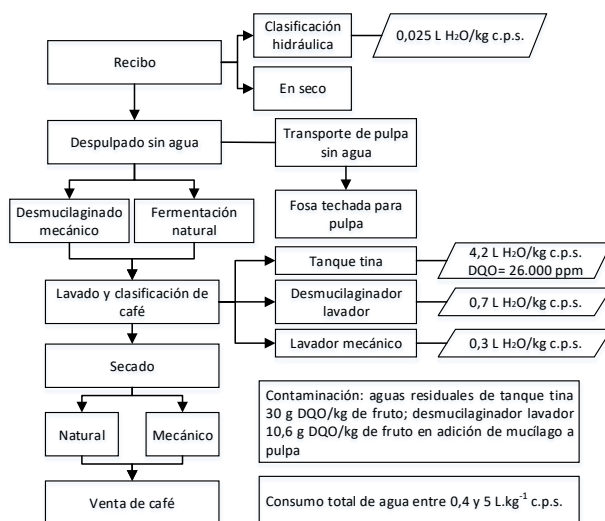 Clasificación
hidráulica
0,025 L H₂O/kg c.p.s.
Recibo
En seco
Despulpado sin agua
Transporte de pulpa
sin agua
Desmucilaginado
mecánico
Fermentación
natural
Fosa techada para
pulpa
Tanque tina
4,2 L H₂O/kg c.p.s.
DQO= 26.000 ppm
Lavado y clasificación de
café
Desmucilaginador
lavador
0,7 L H₂O/kg c.p.s.
Lavador mecánico
0,3 L H₂O/kg c.p.s.
Secado
Natural
Mecánico
Contaminación: aguas residuales de tanque tina
30 g DQO/kg de fruto; desmucilaginador lavador
10,6 g DQO/kg de fruto en adición de mucílago a
pulpa
Venta de café
Consumo total de agua entre 0,4 y 5 L.kg⁻¹ c.p.s.